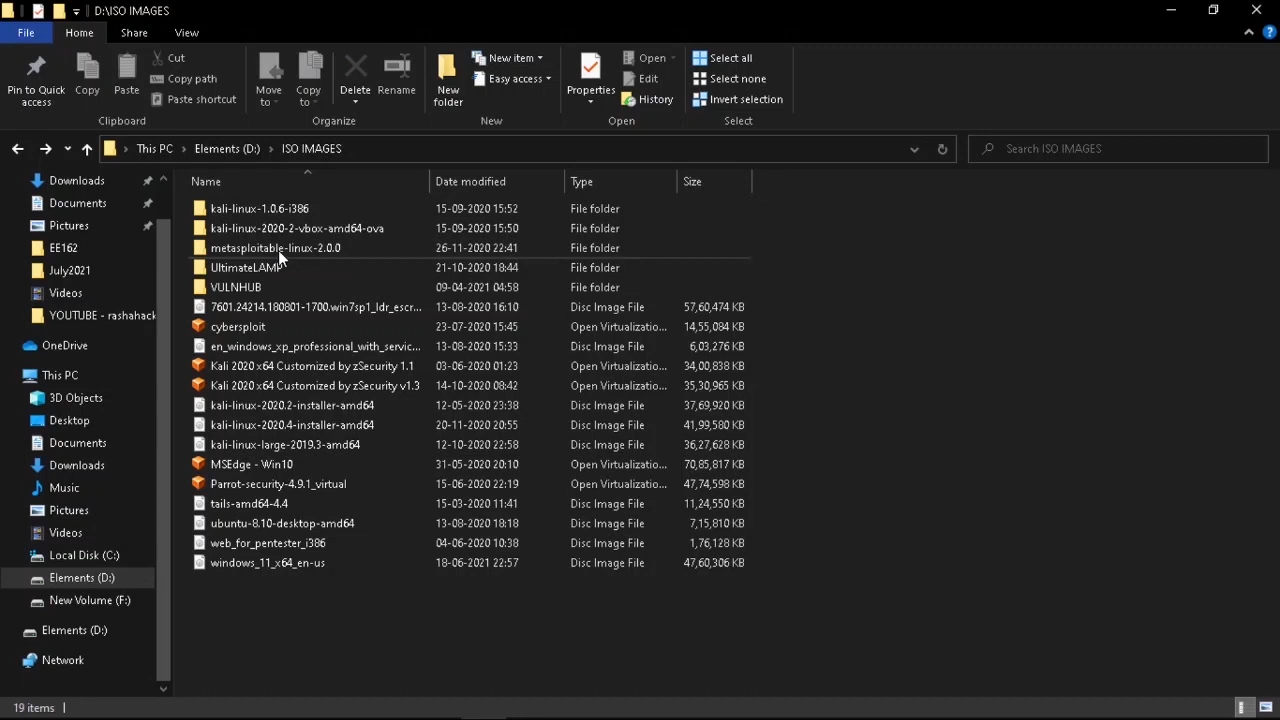 D:\ISO IMAGES
File Home Share View
Pin to Quick access
Copy
Paste
Cut
Copy path
Paste shortcut
Clipboard
Move to
Copy to
Delete
Rename
Organize
New folder
New item
Easy access
New
Properties
Open
Edit
History
Open
Select all
Select none
Invert selection
Select
This PC > Elements (D:) > ISO IMAGES
Search ISO IMAGES
Downloads
Documents
Pictures
EE162
July2021
Videos
YOUTUBE - rashahack
OneDrive
This PC
3D Objects
Desktop
Documents
Downloads
Music
Pictures
Videos
Local Disk (C:)
Elements (D:)
New Volume (F:)
Elements (D:)
Network
Name Date modified Type Size
kali-linux-1.0.6-i386 15-09-2020 15:52 File folder
kali-linux-2020-2-vbox-amd64-ova 15-09-2020 15:50 File folder
metasploitable-linux-2.0.0 26-11-2020 22:41 File folder
UltimateLAMP 21-10-2020 18:44 File folder
VULNHUB 09-04-2021 04:58 File folder
7601.24214.180801-1700.win7sp1_ldr_escr... 13-08-2020 16:10 Disc Image File 57,60,474 KB
cybersploit 23-07-2020 15:45 Open Virtualizatio... 14,55,084 KB
en_windows_xp_professional_with_servic... 13-08-2020 15:33 Disc Image File 6,03,276 KB
Kali 2020 x64 Customized by zSecurity 1.1 03-06-2020 01:23 Open Virtualizatio... 34,00,838 KB
Kali 2020 x64 Customized by zSecurity v1.3 14-10-2020 08:42 Open Virtualizatio... 35,30,965 KB
kali-linux-2020.2-installer-amd64 12-05-2020 23:38 Disc Image File 37,69,920 KB
kali-linux-2020.4-installer-amd64 20-11-2020 20:55 Disc Image File 41,99,580 KB
kali-linux-large-2019.3-amd64 12-10-2020 22:58 Disc Image File 36,27,628 KB
MSEdge - Win10 31-05-2020 20:10 Open Virtualizatio... 70,85,817 KB
Parrot-security-4.9.1_virtual 15-06-2020 22:19 Open Virtualizatio... 47,74,598 KB
tails-amd64-4.4 15-03-2020 11:41 Disc Image File 11,24,550 KB
ubuntu-8.10-desktop-amd64 13-08-2020 18:18 Disc Image File 7,15,810 KB
web_for_pentester_i386 04-06-2020 10:38 Disc Image File 1,76,128 KB
windows_11_x64_en-us 18-06-2021 22:57 Disc Image File 47,60,306 KB
19 items